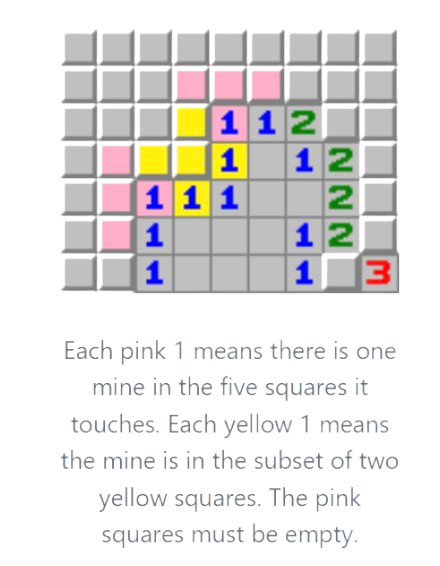 1 1 2
1 1 2
1 1 1 2
1 1 2
1 1 3
Each pink 1 means there is one
mine in the five squares it
touches. Each yellow 1 means
the mine is in the subset of two
yellow squares. The pink
squares must be empty.